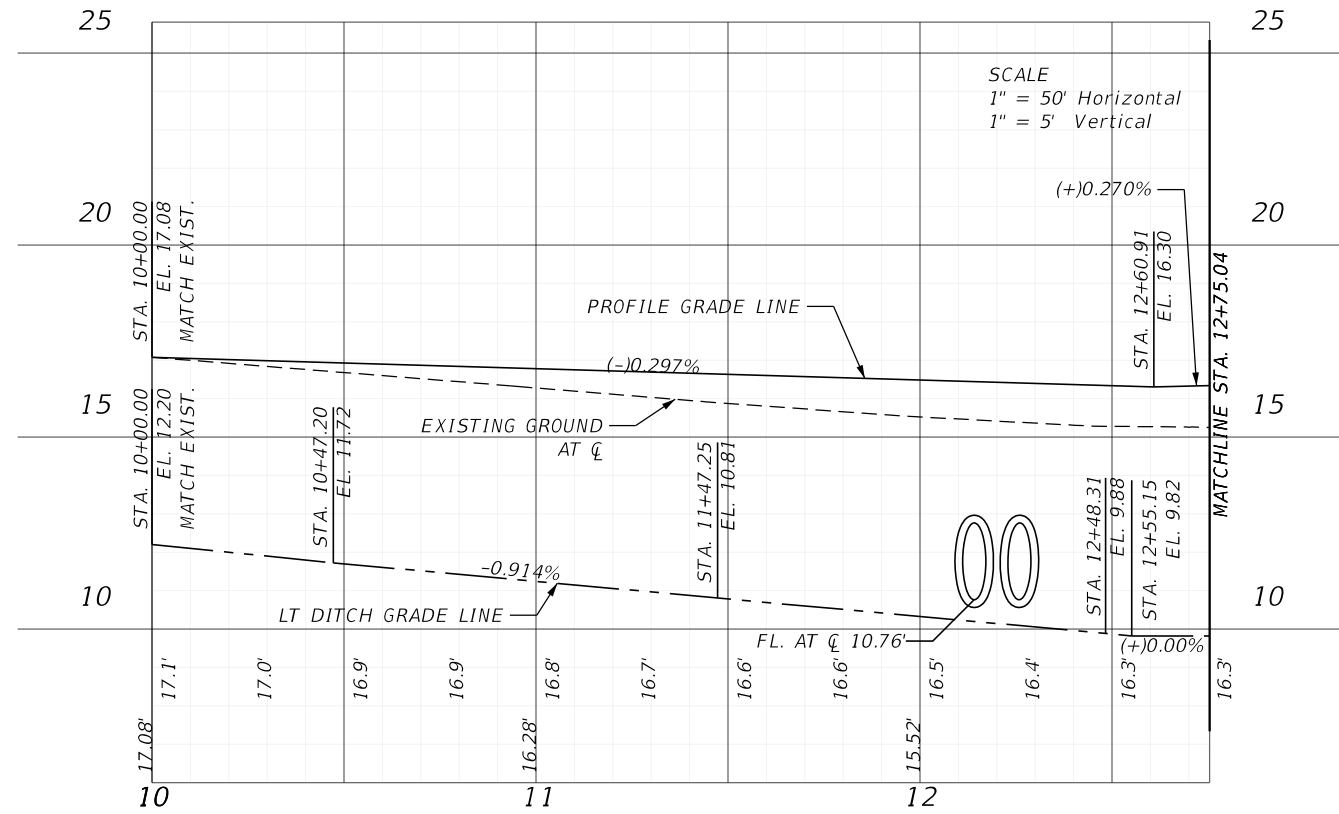 25
25
SCALE
1" = 50' Horizontal
1" = 5' Vertical
(+)0.270%
20
20
STA. 10+00.00
EL. 17.08
MATCH EXIST.
STA. 12+60.91
EL. 16.30
MATCHLINE STA. 12+75.04
PROFILE GRADE LINE
(-)0.297%
15
15
STA. 10+00.00
EL. 12.20
MATCH EXIST.
STA. 10+47.20
EL. 11.72
EXISTING GROUND
AT ℄
STA. 11+47.25
EL. 10.81
STA. 12+48.31
EL. 9.88
STA. 12+55.15
EL. 9.82
-0.914%
10
10
LT DITCH GRADE LINE
FL. AT ℄ 10.76'
(+)0.00%
17.1'
17.0'
16.9'
16.9'
16.8'
16.7'
16.6'
16.6'
16.5'
16.4'
16.3'
16.3'
17.08'
16.28'
15.52'
10
11
12